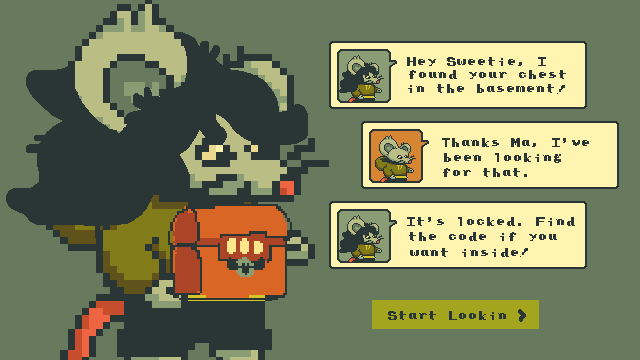 Hey Sweetie, I
found your chest
in the basement!
Thanks Ma, I've
been looking
for that.
It's locked. Find
the code if you
want inside!
Start Lookin >